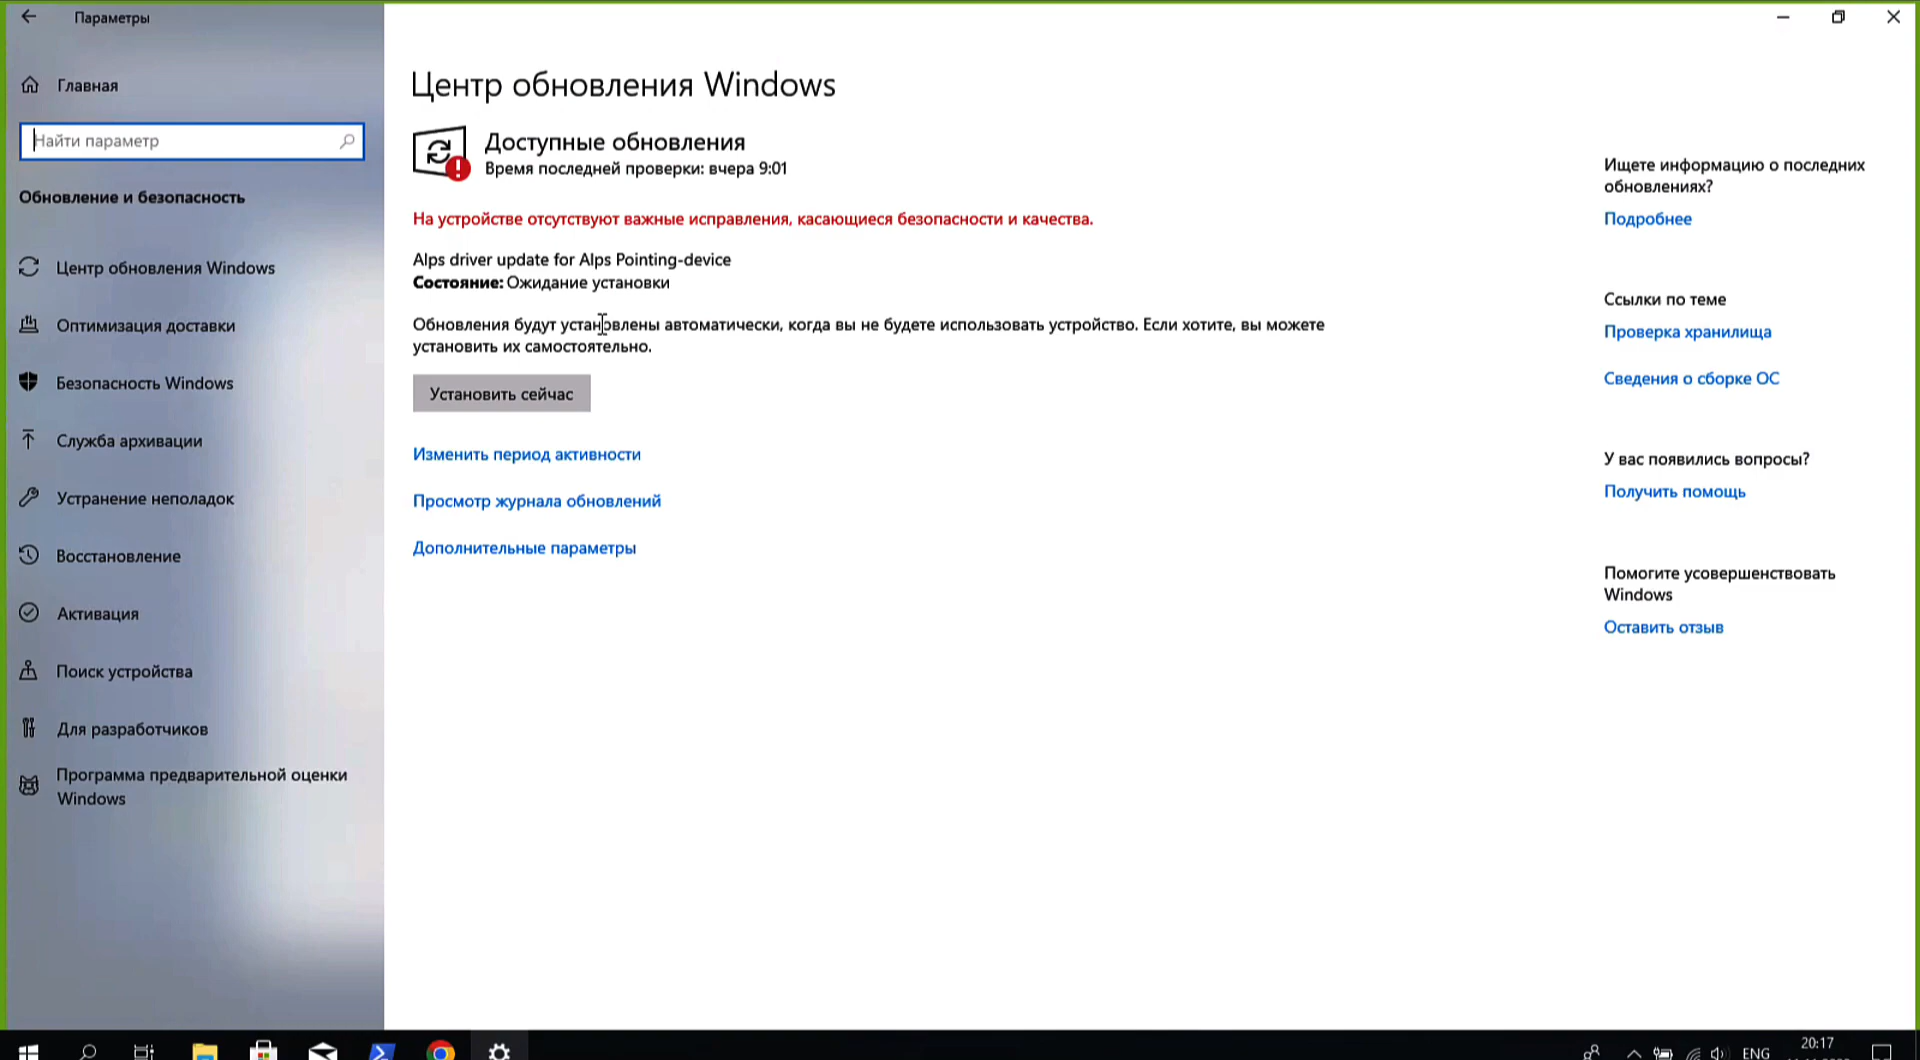 Параметры
Главная
Найти параметр
Обновление и безопасность
Центр обновления Windows
Оптимизация доставки
Безопасность Windows
Служба архивации
Устранение неполадок
Восстановление
Активация
Поиск устройства
Для разработчиков
Программа предварительной оценки
Windows
Центр обновления Windows
Доступные обновления
Время последней проверки: вчера 9:01
На устройстве отсутствуют важные исправления, касающиеся безопасности и качества.
Alps driver update for Alps Pointing-device
Состояние: Ожидание установки
Обновления будут установлены автоматически, когда вы не будете использовать устройство. Если хотите, вы можете
установить их самостоятельно.
Установить сейчас
Изменить период активности
Просмотр журнала обновлений
Дополнительные параметры
Ищете информацию о последних
обновлениях?
Подробнее
Ссылки по теме
Проверка хранилища
Сведения о сборке ОС
У вас появились вопросы?
Получить помощь
Помогите усовершенствовать
Windows
Оставить отзыв
ENG
20:17